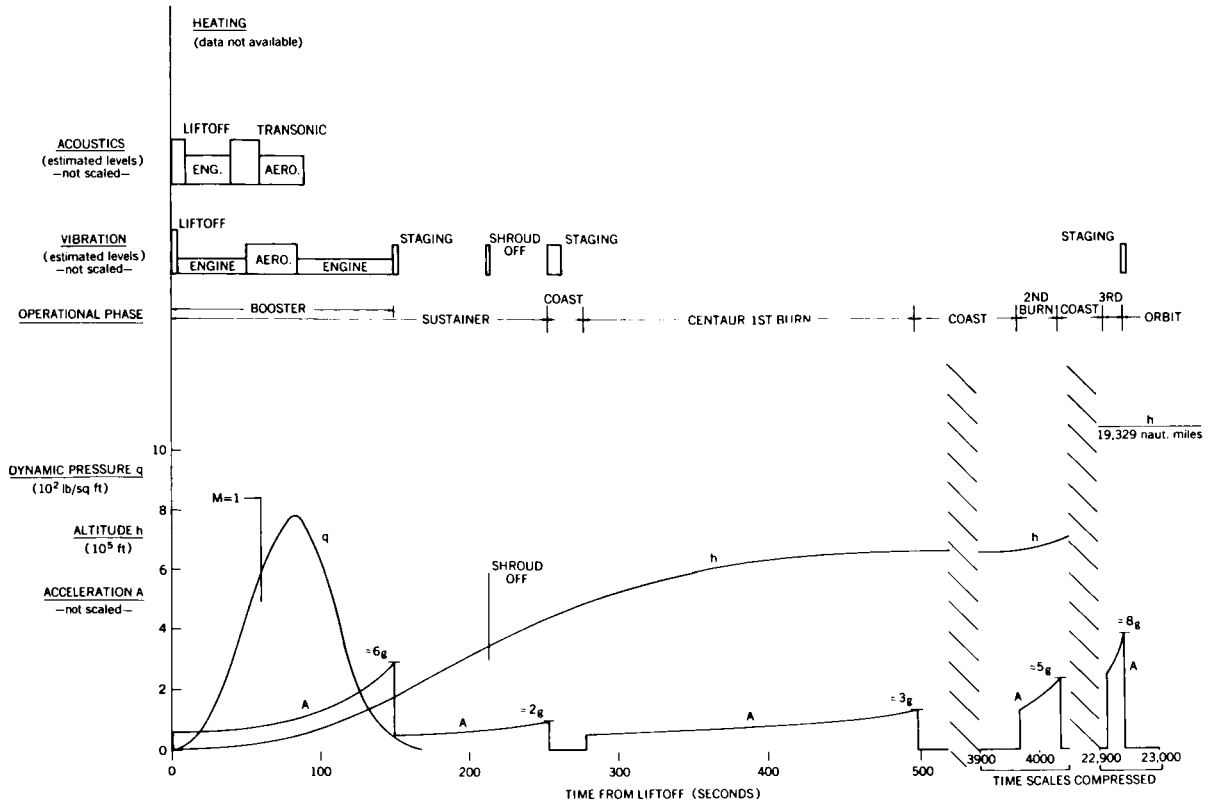 HEATING
(data not available)
LIFTOFF TRANSONIC
ACOUSTICS
(estimated levels)
—not scaled—
ENG. AERO.
LIFTOFF
VIBRATION
(estimated levels)
—not scaled—
STAGING
SHROUD
OFF
STAGING
STAGING
ENGINE AERO. ENGINE
OPERATIONAL PHASE
BOOSTER
SUSTAINER
COAST
CENTAUR 1ST BURN
COAST
2ND
BURN
COAST
3RD
ORBIT
h
19,329 naut. miles
DYNAMIC PRESSURE q
(10² lb/sq ft)
ALTITUDE h
(10⁵ ft)
ACCELERATION A
—not scaled—
10
8
6
4
2
0
M=1
q
SHROUD
OFF
h
h
A
≈6g
A
≈2g
A
≈3g
A
≈5g
≈8g
A
0 100 200 300 400 500 3900 4000 22,900 23,000
TIME SCALES COMPRESSED
TIME FROM LIFTOFF (SECONDS)